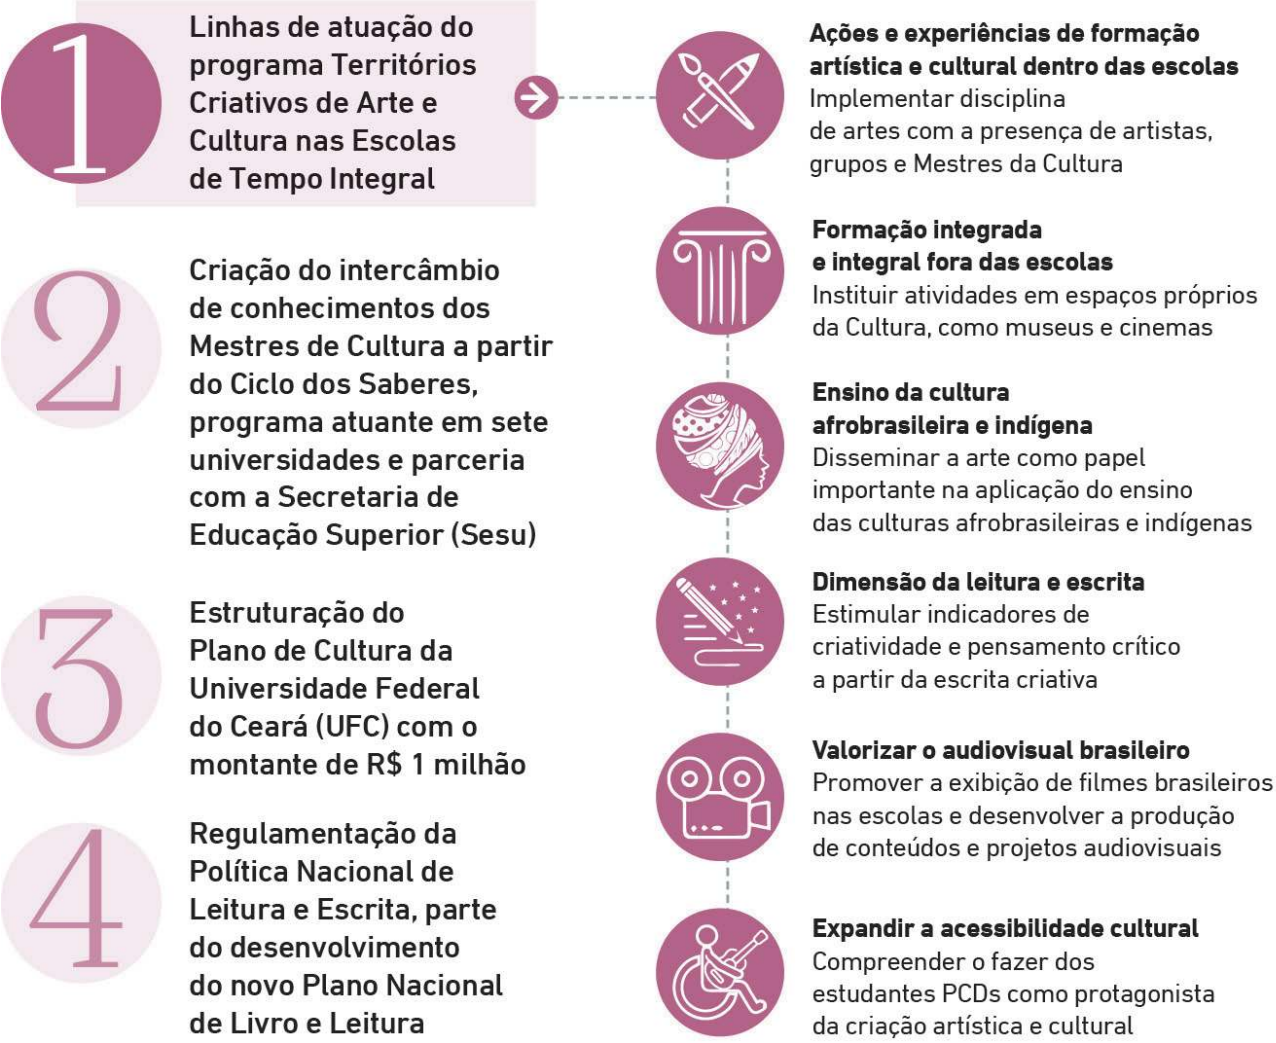 1
Linhas de atuação do
programa Territórios
Criativos de Arte e
Cultura nas Escolas
de Tempo Integral
Ações e experiências de formação
artística e cultural dentro das escolas
Implementar disciplina
de artes com a presença de artistas,
grupos e Mestres da Cultura
Formação integrada
e integral fora das escolas
Instituir atividades em espaços próprios
da Cultura, como museus e cinemas
Ensino da cultura
afrobrasileira e indígena
Disseminar a arte como papel
importante na aplicação do ensino
das culturas afrobrasileiras e indígenas
Dimensão da leitura e escrita
Estimular indicadores de
criatividade e pensamento crítico
a partir da escrita criativa
Valorizar o audiovisual brasileiro
Promover a exibição de filmes brasileiros
nas escolas e desenvolver a produção
de conteúdos e projetos audiovisuais
Expandir a acessibilidade cultural
Compreender o fazer dos
estudantes PCDs como protagonista
da criação artística e cultural
2
Criação do intercâmbio
de conhecimentos dos
Mestres de Cultura a partir
do Ciclo dos Saberes,
programa atuante em sete
universidades e parceria
com a Secretaria de
Educação Superior (Sesu)
3
Estruturação do
Plano de Cultura da
Universidade Federal
do Ceará (UFC) com o
montante de R$ 1 milhão
4
Regulamentação da
Política Nacional de
Leitura e Escrita, parte
do desenvolvimento
do novo Plano Nacional
de Livro e Leitura